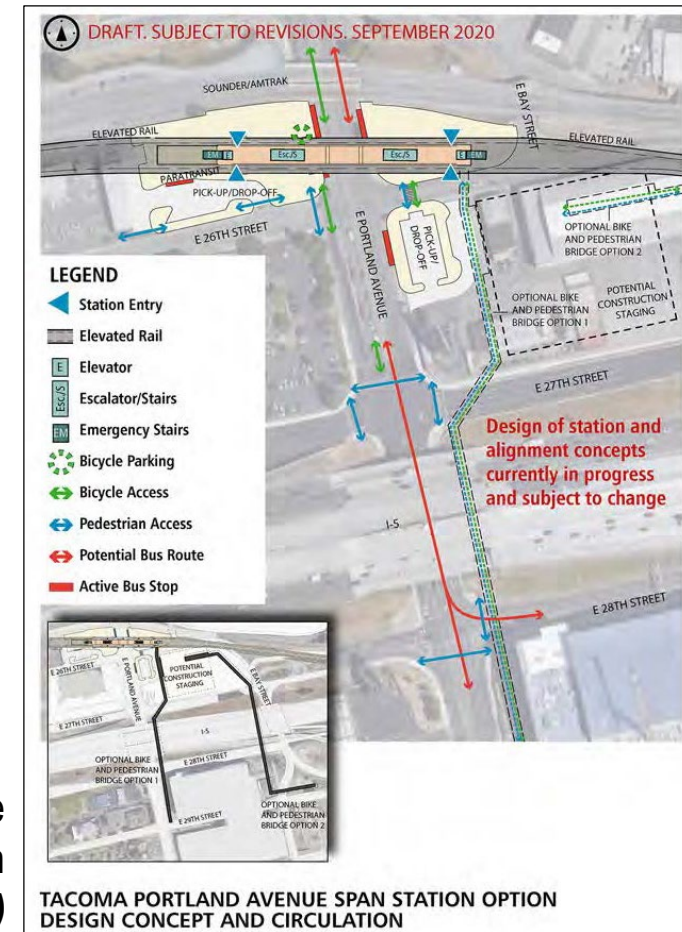 DRAFT. SUBJECT TO REVISIONS. SEPTEMBER 2020
SOUNDER/AMTRAK
E BAY STREET
ELEVATED RAIL
ELEVATED RAIL
EM
E
Esc/S
Esc/S
E
EM
PARATRANSIT
PICK-UP/DROP-OFF
E 26TH STREET
E PORTLAND AVENUE
PICK-UP/
DROP-OFF
OPTIONAL BIKE
AND PEDESTRIAN
BRIDGE OPTION 2
OPTIONAL BIKE
AND PEDESTRIAN
BRIDGE OPTION 1
POTENTIAL
CONSTRUCTION
STAGING
E 27TH STREET
LEGEND
Station Entry
Elevated Rail
E Elevator
Esc/S Escalator/Stairs
EM Emergency Stairs
Bicycle Parking
Bicycle Access
Pedestrian Access
Potential Bus Route
Active Bus Stop
Design of station and
alignment concepts
currently in progress
and subject to change
I-5
E 28TH STREET
E 26TH STREET
E PORTLAND AVENUE
POTENTIAL
CONSTRUCTION
STAGING
E BAY STREET
E 27TH STREET
I-5
OPTIONAL BIKE
AND PEDESTRIAN
BRIDGE OPTION 1
E 28TH STREET
E 29TH STREET
OPTIONAL BIKE
AND PEDESTRIAN
BRIDGE OPTION 2
TACOMA PORTLAND AVENUE SPAN STATION OPTION
DESIGN CONCEPT AND CIRCULATION